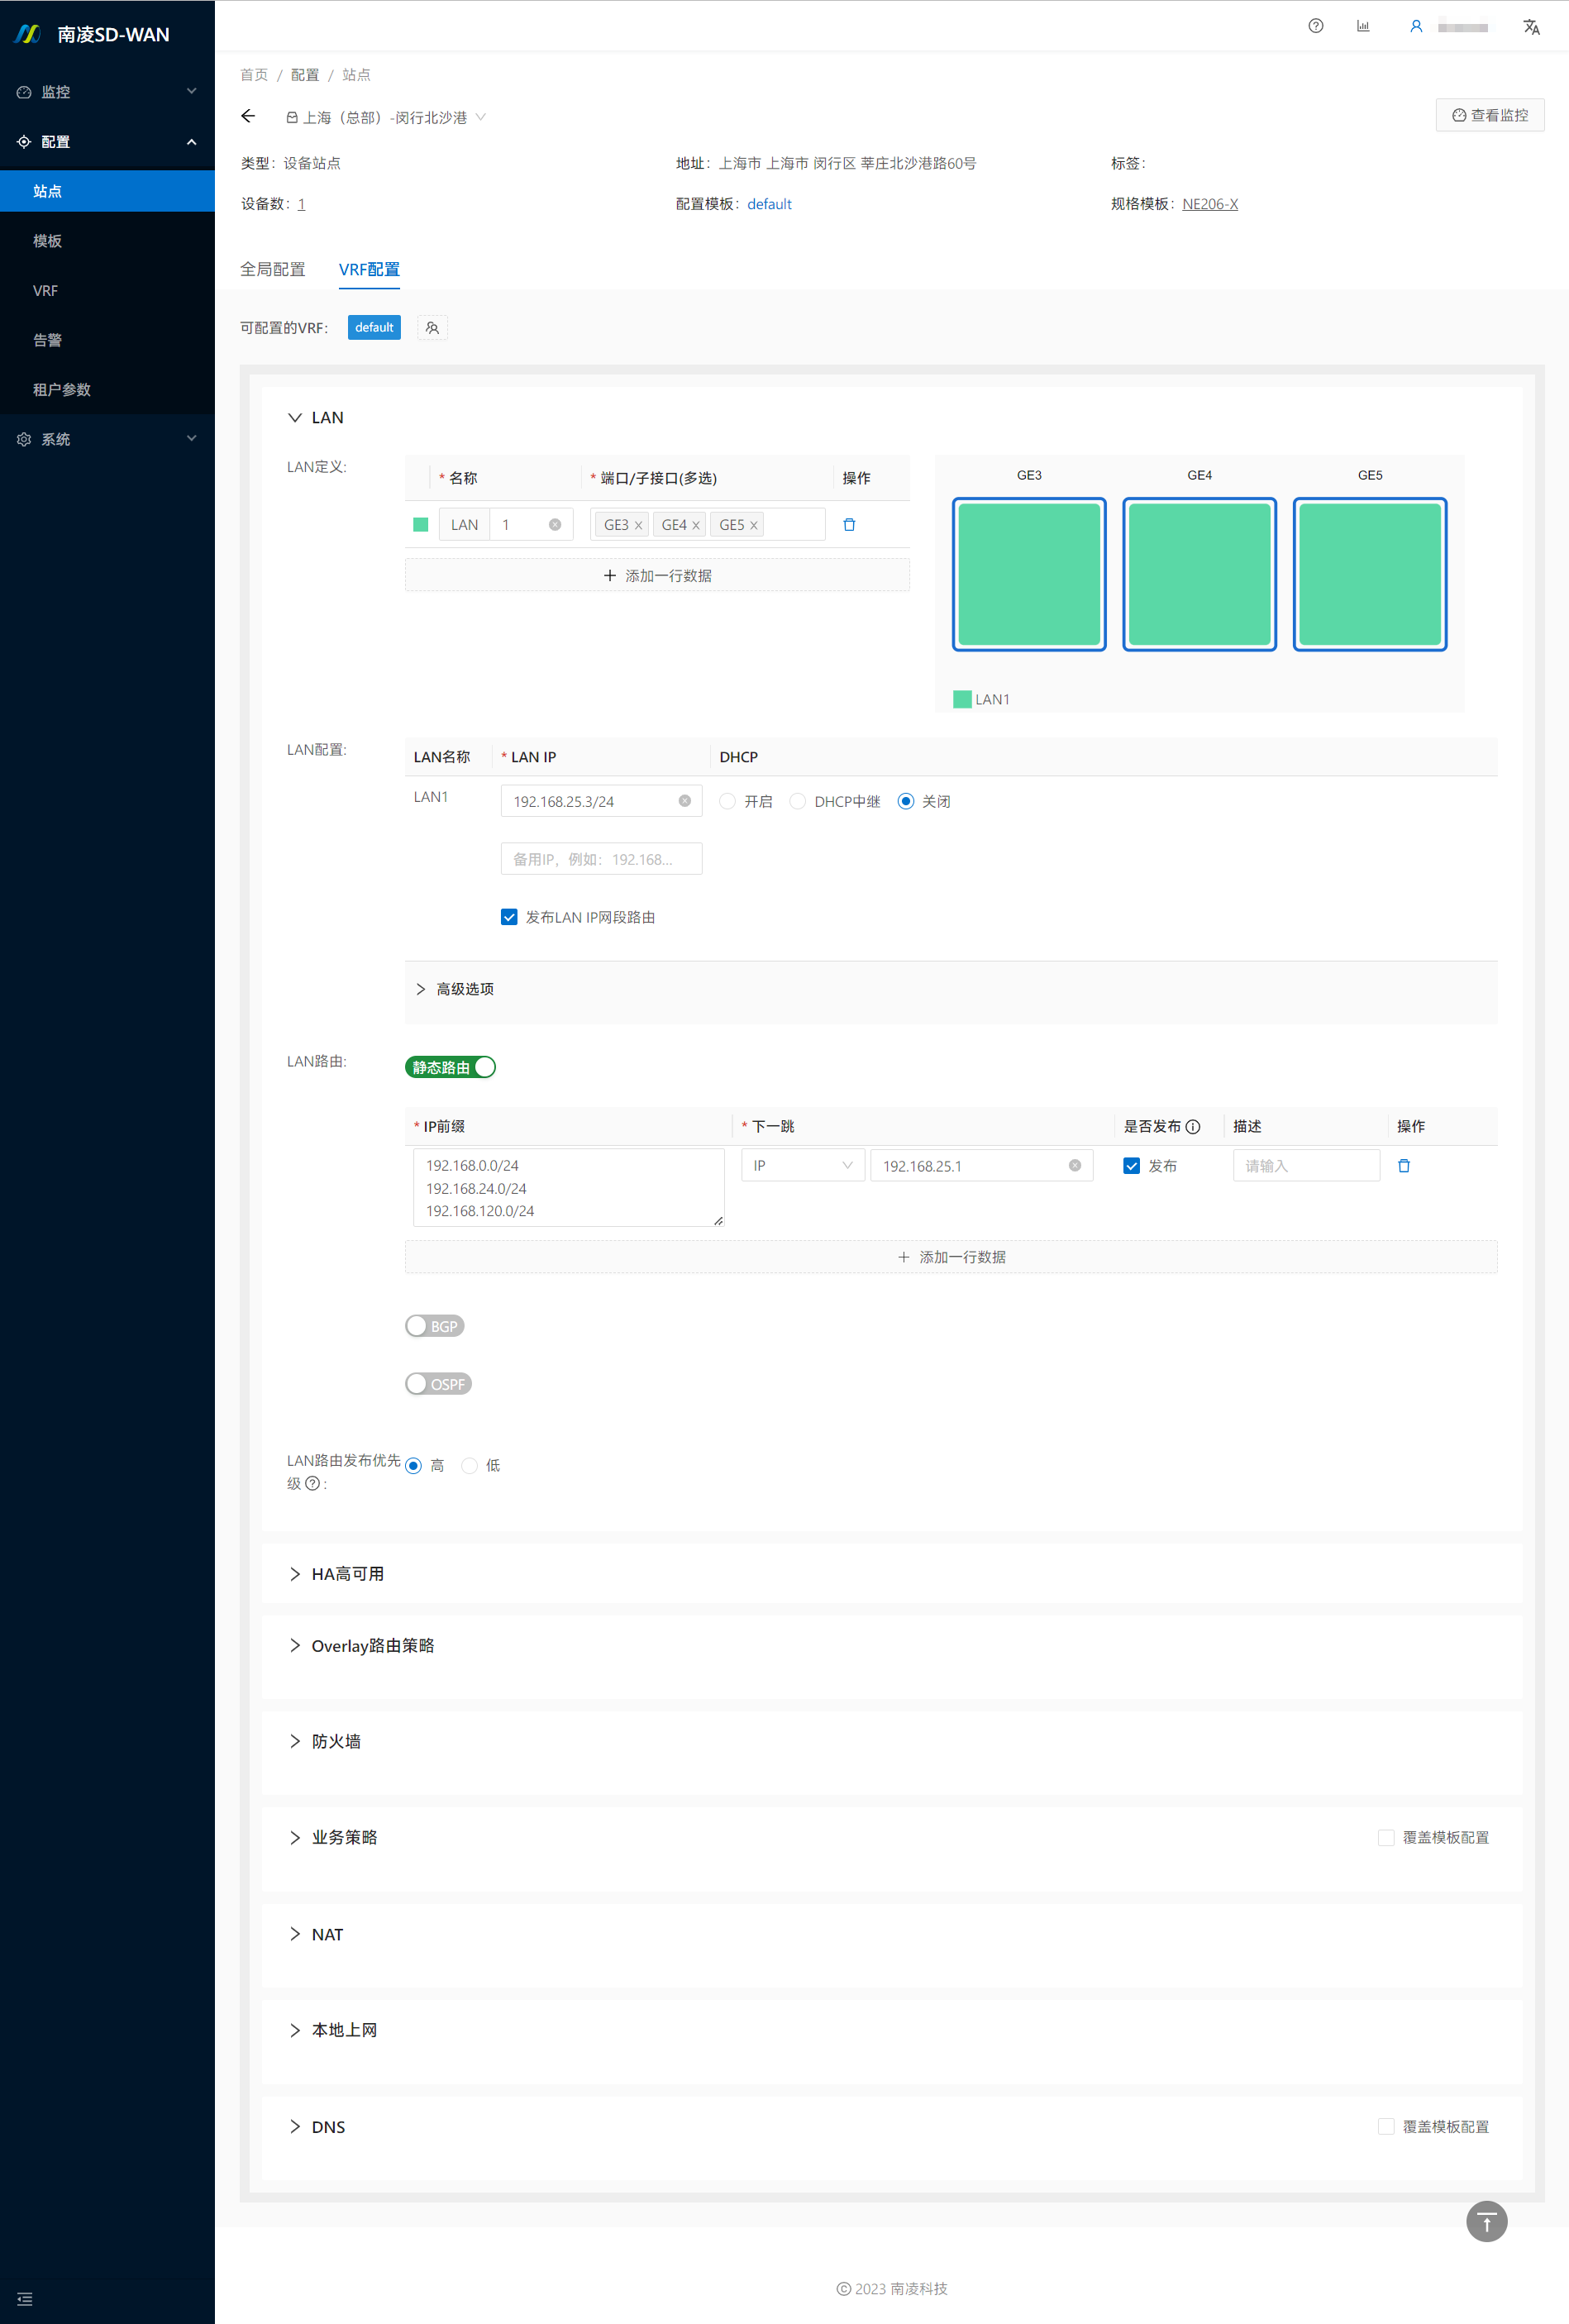 南凌SD-WAN
监控
配置
站点
模板
VRF
告警
租户参数
系统
首页 / 配置 / 站点
上海（总部）-闵行北沙港
查看监控
类型：设备站点
地址：上海市 上海市 闵行区 莘庄北沙港路60号
标签：
设备数：1
配置模板：default
规格模板：NE206-X
全局配置
VRF配置
可配置的VRF:
default
LAN
LAN定义:
* 名称
* 端口/子接口(多选)
操作
LAN 1
GE3 x GE4 x GE5 x
+ 添加一行数据
GE3
GE4
GE5
LAN1
LAN配置:
LAN名称
* LAN IP
DHCP
LAN1
192.168.25.3/24
开启
DHCP中继
关闭
备用IP，例如：192.168...
发布LAN IP网段路由
高级选项
LAN路由:
静态路由
* IP前缀
* 下一跳
是否发布
描述
操作
192.168.0.0/24
192.168.24.0/24
192.168.120.0/24
IP
192.168.25.1
发布
请输入
+ 添加一行数据
BGP
OSPF
LAN路由发布优先
级 :
高
低
HA高可用
Overlay路由策略
防火墙
业务策略
覆盖模板配置
NAT
本地上网
DNS
覆盖模板配置
© 2023 南凌科技